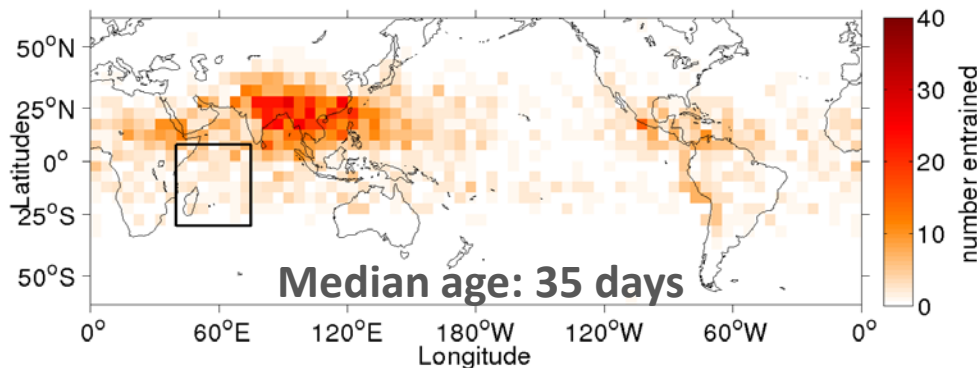 50°N
25°N
0°
25°S
50°S
Latitude
Median age: 35 days
0° 60°E 120°E 180°W 120°W 60°W 0°
Longitude
40
30
20
10
0
number entrained